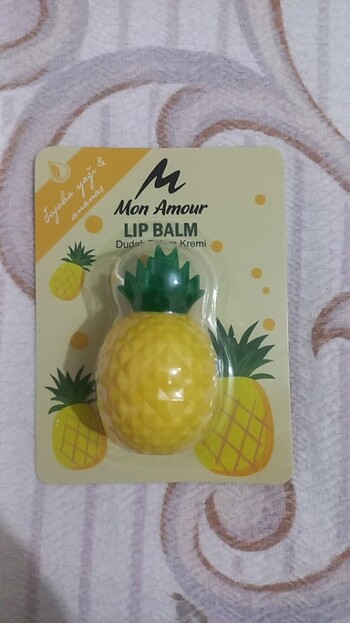 Jojoba yağı &
ananas
M
Mon Amour
LIP BALM
Dudak Bakım Kremi